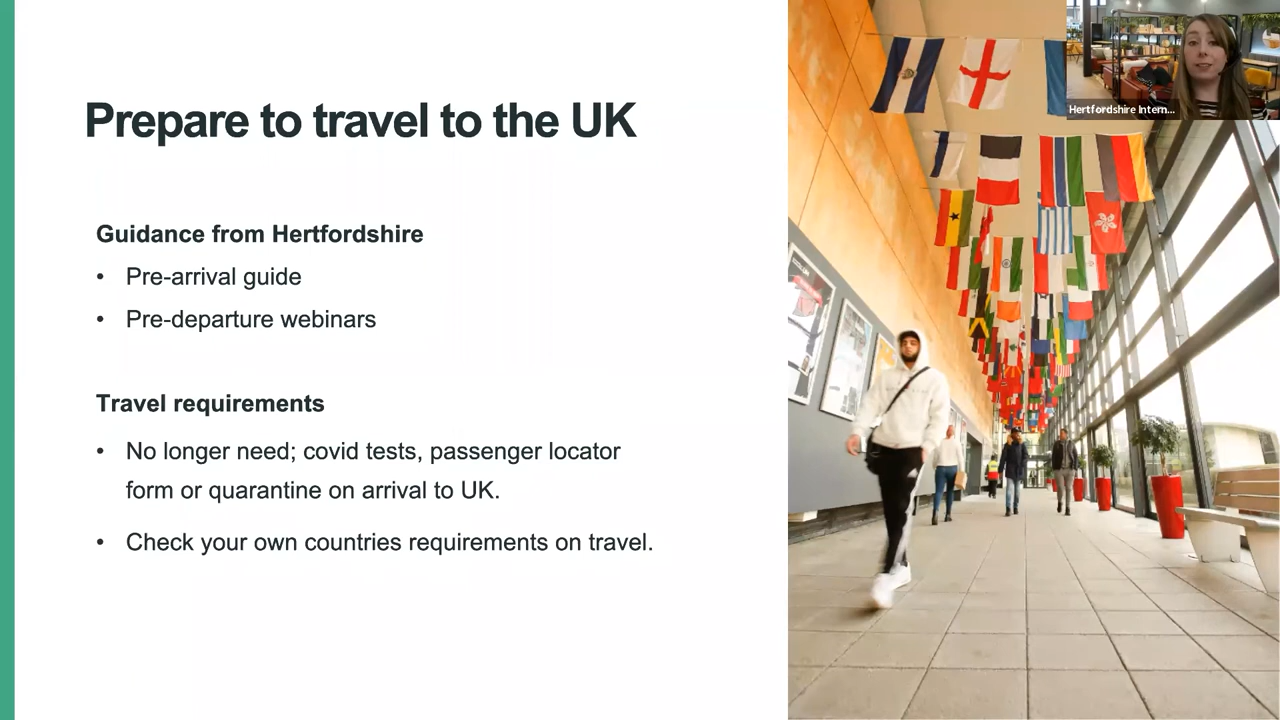 Prepare to travel to the UK
Hertfordshire Intern...
Guidance from Hertfordshire
• Pre-arrival guide
• Pre-departure webinars
Travel requirements
• No longer need; covid tests, passenger locator
form or quarantine on arrival to UK.
• Check your own countries requirements on travel.